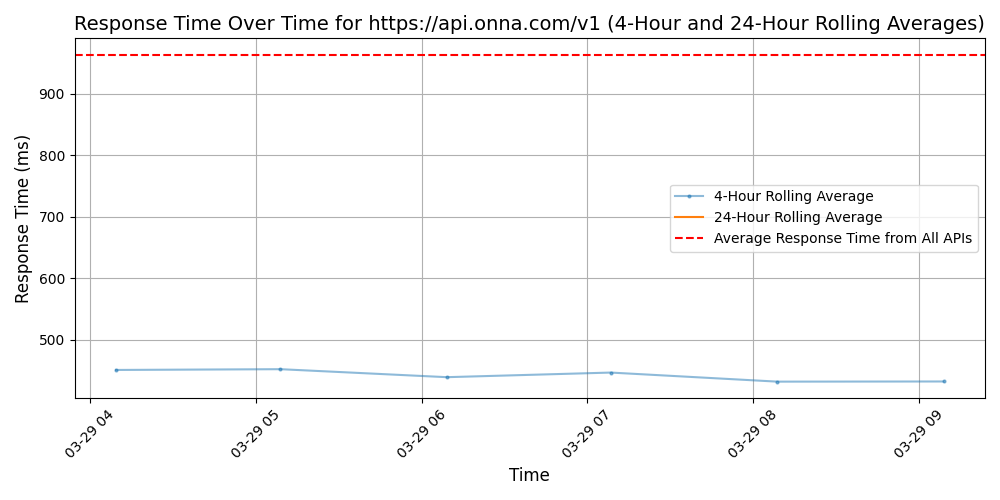 Response Time Over Time for https://api.onna.com/v1 (4-Hour and 24-Hour Rolling Averages)
Response Time (ms)
900
800
700
600
500
4-Hour Rolling Average
24-Hour Rolling Average
Average Response Time from All APIs
03-29 04
03-29 05
03-29 06
03-29 07
03-29 08
03-29 09
Time